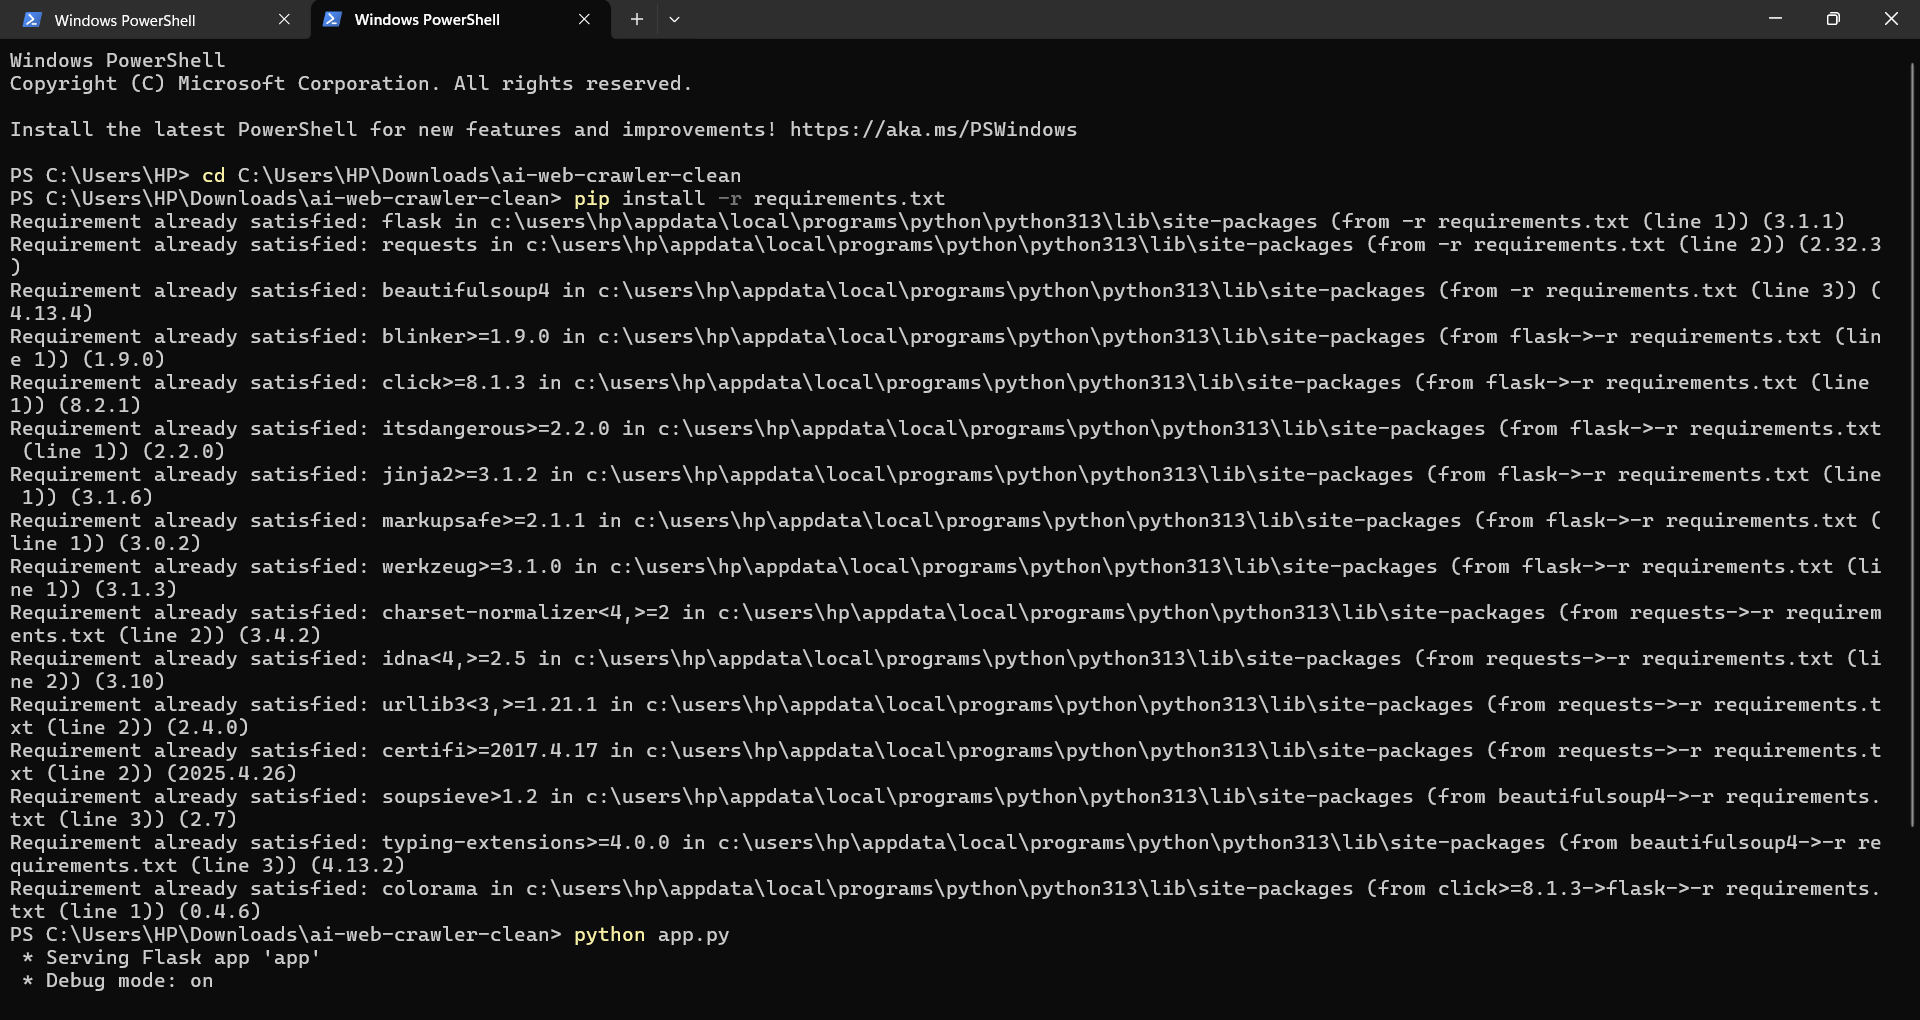 Windows PowerShell
Windows PowerShell
Windows PowerShell
Copyright (C) Microsoft Corporation. All rights reserved.
Install the latest PowerShell for new features and improvements! https://aka.ms/PSWindows
PS C:\Users\HP> cd C:\Users\HP\Downloads\ai-web-crawler-clean
PS C:\Users\HP\Downloads\ai-web-crawler-clean> pip install -r requirements.txt
Requirement already satisfied: flask in c:\users\hp\appdata\local\programs\python\python313\lib\site-packages (from -r requirements.txt (line 1)) (3.1.1)
Requirement already satisfied: requests in c:\users\hp\appdata\local\programs\python\python313\lib\site-packages (from -r requirements.txt (line 2)) (2.32.3
)
Requirement already satisfied: beautifulsoup4 in c:\users\hp\appdata\local\programs\python\python313\lib\site-packages (from -r requirements.txt (line 3)) (
4.13.4)
Requirement already satisfied: blinker>=1.9.0 in c:\users\hp\appdata\local\programs\python\python313\lib\site-packages (from flask->-r requirements.txt (lin
e 1)) (1.9.0)
Requirement already satisfied: click>=8.1.3 in c:\users\hp\appdata\local\programs\python\python313\lib\site-packages (from flask->-r requirements.txt (line
1)) (8.2.1)
Requirement already satisfied: itsdangerous>=2.2.0 in c:\users\hp\appdata\local\programs\python\python313\lib\site-packages (from flask->-r requirements.txt
(line 1)) (2.2.0)
Requirement already satisfied: jinja2>=3.1.2 in c:\users\hp\appdata\local\programs\python\python313\lib\site-packages (from flask->-r requirements.txt (line
1)) (3.1.6)
Requirement already satisfied: markupsafe>=2.1.1 in c:\users\hp\appdata\local\programs\python\python313\lib\site-packages (from flask->-r requirements.txt (
line 1)) (3.0.2)
Requirement already satisfied: werkzeug>=3.1.0 in c:\users\hp\appdata\local\programs\python\python313\lib\site-packages (from flask->-r requirements.txt (li
ne 1)) (3.1.3)
Requirement already satisfied: charset-normalizer<4,>=2 in c:\users\hp\appdata\local\programs\python\python313\lib\site-packages (from requests->-r requirem
ents.txt (line 2)) (3.4.2)
Requirement already satisfied: idna<4,>=2.5 in c:\users\hp\appdata\local\programs\python\python313\lib\site-packages (from requests->-r requirements.txt (li
ne 2)) (3.10)
Requirement already satisfied: urllib3<3,>=1.21.1 in c:\users\hp\appdata\local\programs\python\python313\lib\site-packages (from requests->-r requirements.t
xt (line 2)) (2.4.0)
Requirement already satisfied: certifi>=2017.4.17 in c:\users\hp\appdata\local\programs\python\python313\lib\site-packages (from requests->-r requirements.t
xt (line 2)) (2025.4.26)
Requirement already satisfied: soupsieve>1.2 in c:\users\hp\appdata\local\programs\python\python313\lib\site-packages (from beautifulsoup4->-r requirements.
txt (line 3)) (2.7)
Requirement already satisfied: typing-extensions>=4.0.0 in c:\users\hp\appdata\local\programs\python\python313\lib\site-packages (from beautifulsoup4->-r re
quirements.txt (line 3)) (4.13.2)
Requirement already satisfied: colorama in c:\users\hp\appdata\local\programs\python\python313\lib\site-packages (from click>=8.1.3->flask->-r requirements.
txt (line 1)) (0.4.6)
PS C:\Users\HP\Downloads\ai-web-crawler-clean> python app.py
* Serving Flask app 'app'
* Debug mode: on